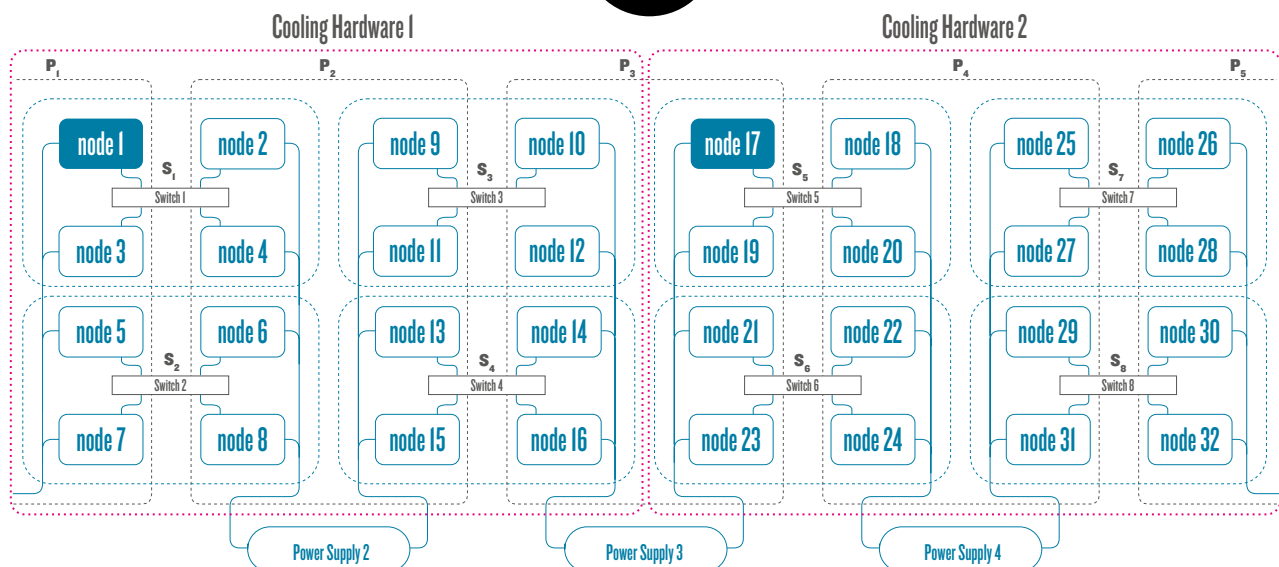 Cooling Hardware 1 Cooling Hardware 2
P1 P2 P3 P4 P5
node 1 node 2 node 9 node 10 node 17 node 18 node 25 node 26
S1 S3 S5 S7
Switch 1 Switch 3 Switch 5 Switch 7
node 3 node 4 node 11 node 12 node 19 node 20 node 27 node 28
node 5 node 6 node 13 node 14 node 21 node 22 node 29 node 30
S2 S4 S6 S8
Switch 2 Switch 4 Switch 6 Switch 8
node 7 node 8 node 15 node 16 node 23 node 24 node 31 node 32
Power Supply 2 Power Supply 3 Power Supply 4